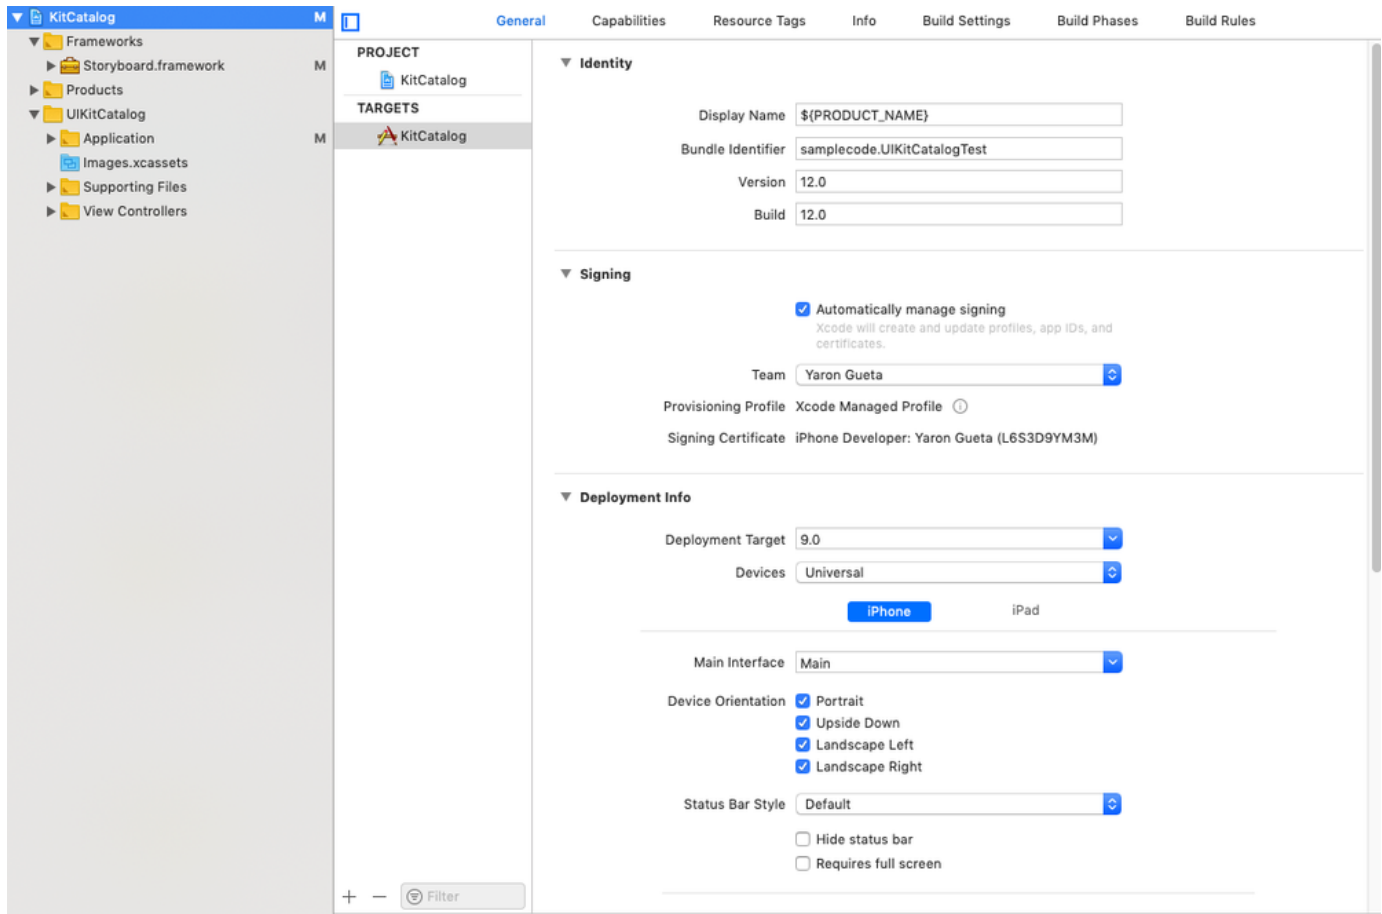 KitCatalog M
Frameworks
Storyboard.framework M
Products
UIKitCatalog
Application M
Images.xcassets
Supporting Files
View Controllers
General Capabilities Resource Tags Info Build Settings Build Phases Build Rules
PROJECT
KitCatalog
TARGETS
KitCatalog
Filter
Identity
Display Name ${PRODUCT_NAME}
Bundle Identifier samplecode.UIKitCatalogTest
Version 12.0
Build 12.0
Signing
Automatically manage signing
Xcode will create and update profiles, app IDs, and
certificates.
Team Yaron Gueta
Provisioning Profile Xcode Managed Profile
Signing Certificate iPhone Developer: Yaron Gueta (L6S3D9YM3M)
Deployment Info
Deployment Target 9.0
Devices Universal
iPhone iPad
Main Interface Main
Device Orientation Portrait
Upside Down
Landscape Left
Landscape Right
Status Bar Style Default
Hide status bar
Requires full screen